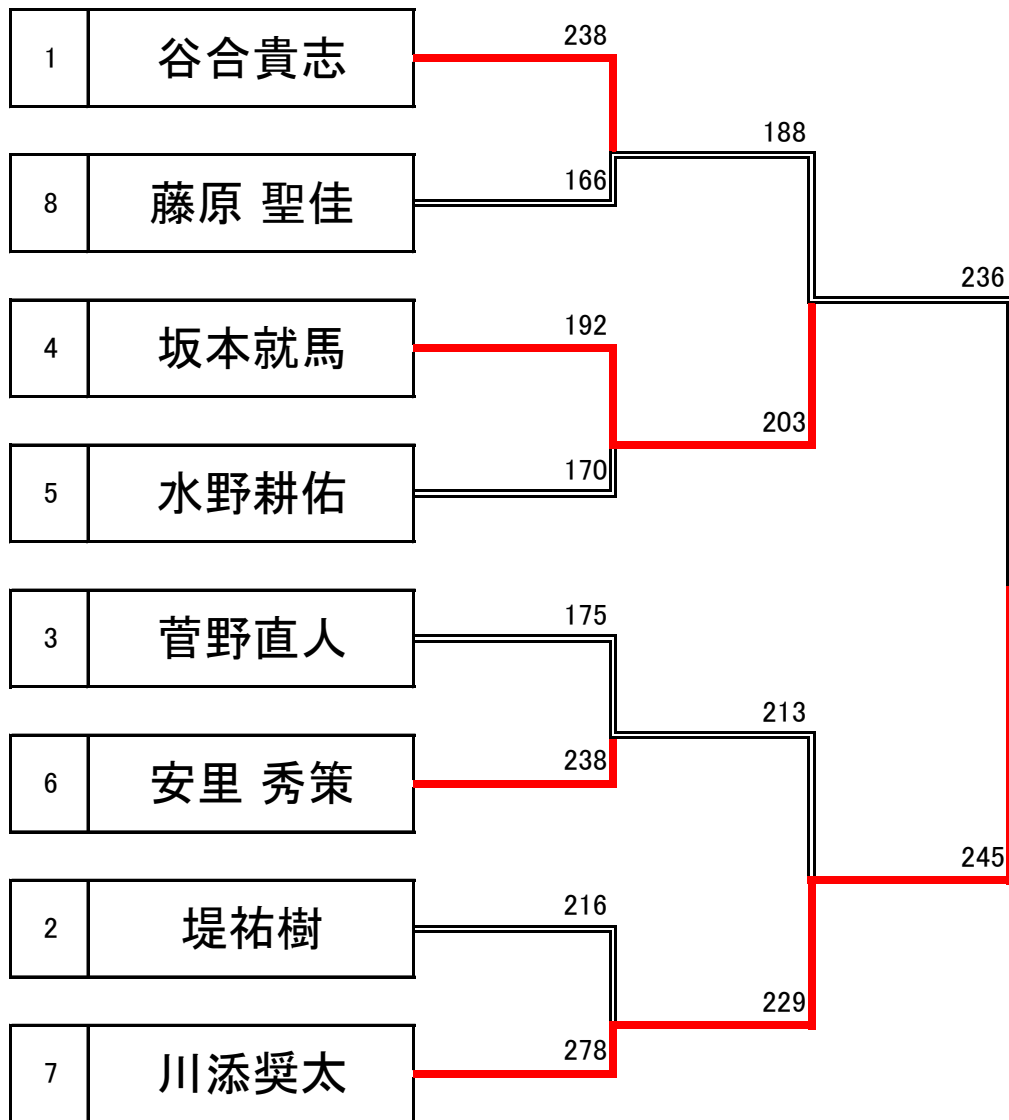 1 谷合貴志 238
188
8 藤原 聖佳 166
236
4 坂本就馬 192
203
5 水野耕佑 170
3 菅野直人 175
213
6 安里 秀策 238
245
2 堤祐樹 216
229
7 川添奨太 278